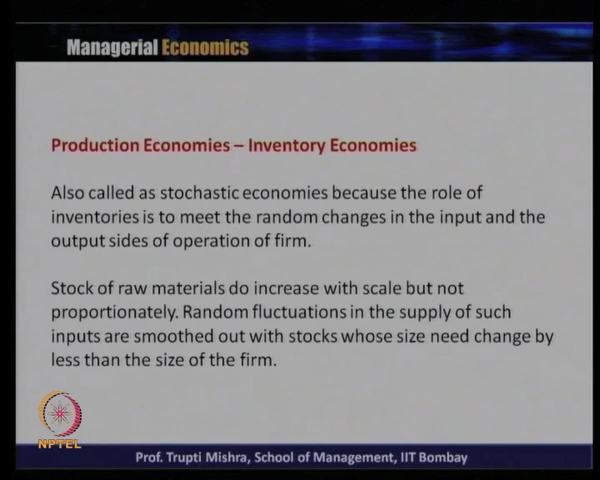 Managerial Economics
Production Economies – Inventory Economies
Also called as stochastic economies because the role of
inventories is to meet the random changes in the input and the
output sides of operation of firm.
Stock of raw materials do increase with scale but not
proportionately. Random fluctuations in the supply of such
inputs are smoothed out with stocks whose size need change by
less than the size of the firm.
NPTEL
Prof. Trupti Mishra, School of Management, IIT Bombay